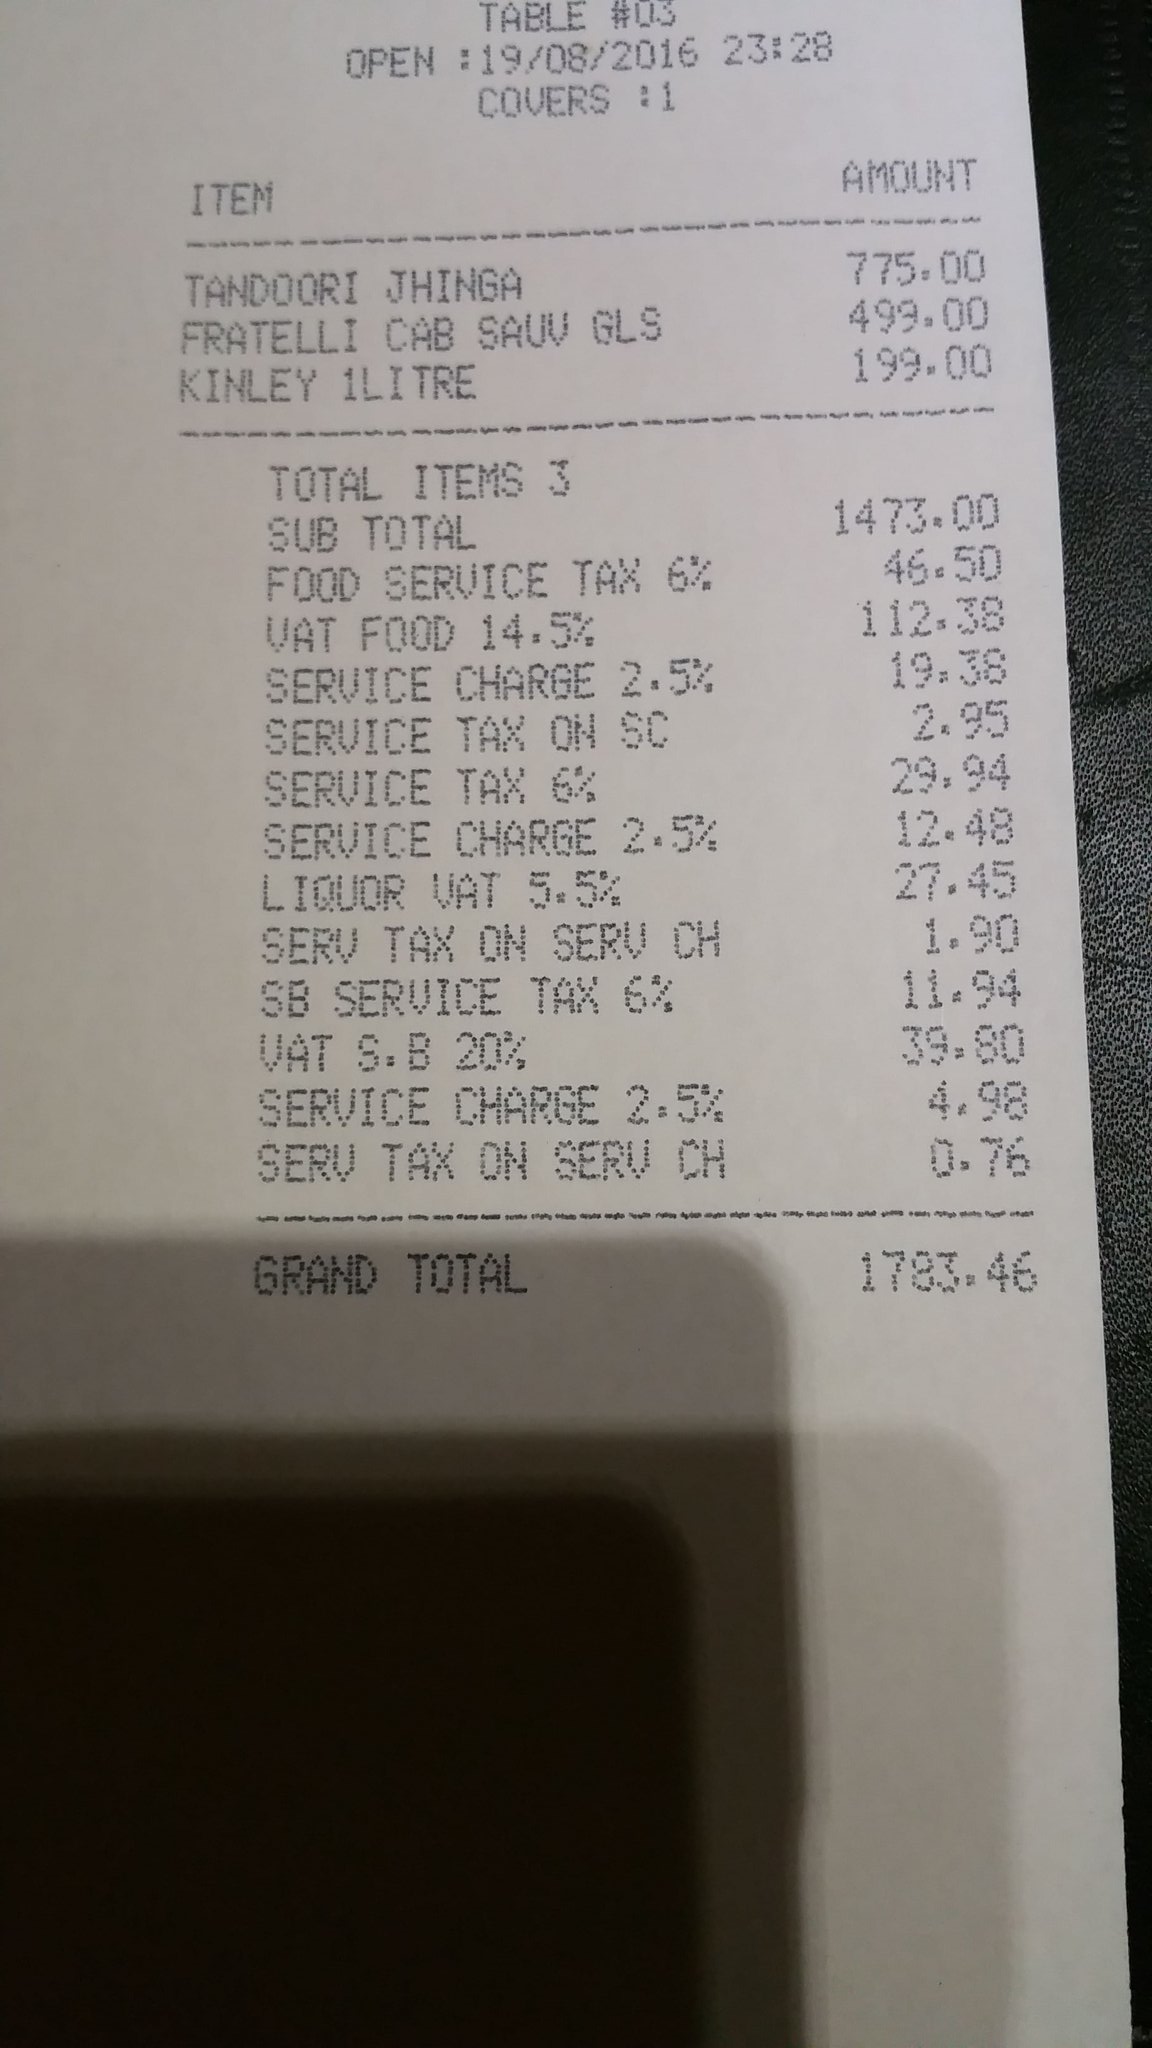 TABLE #03
OPEN :19/08/2016 23:28
COVERS :1
ITEM AMOUNT
TANDOORI JHINGA 775.00
FRATELLI CAB SAUV GLS 499.00
KINLEY 1LITRE 199.00
TOTAL ITEMS 3
SUB TOTAL 1473.00
FOOD SERVICE TAX 6% 46.50
VAT FOOD 14.5% 112.38
SERVICE CHARGE 2.5% 19.38
SERVICE TAX ON SC 2.95
SERVICE TAX 6% 29.94
SERVICE CHARGE 2.5% 12.48
LIQUOR VAT 5.5% 27.45
SERV TAX ON SERV CH 1.90
SB SERVICE TAX 6% 11.94
VAT S.B 20% 39.80
SERVICE CHARGE 2.5% 4.98
SERV TAX ON SERV CH 0.76
GRAND TOTAL 1783.46